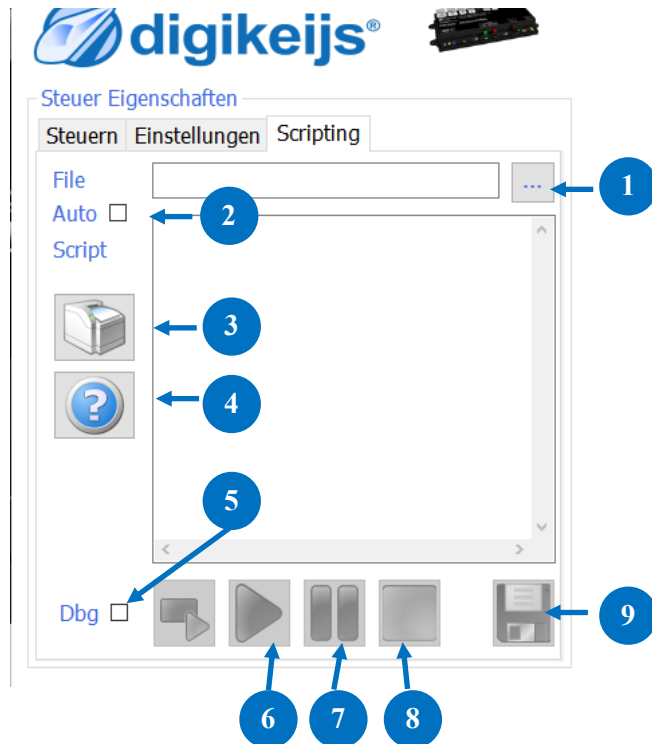 digikeijs®
Steuer Eigenschaften
Steuern Einstellungen Scripting
File ... 1
Auto 2
Script
3
4
5
Dbg
9
6 7 8